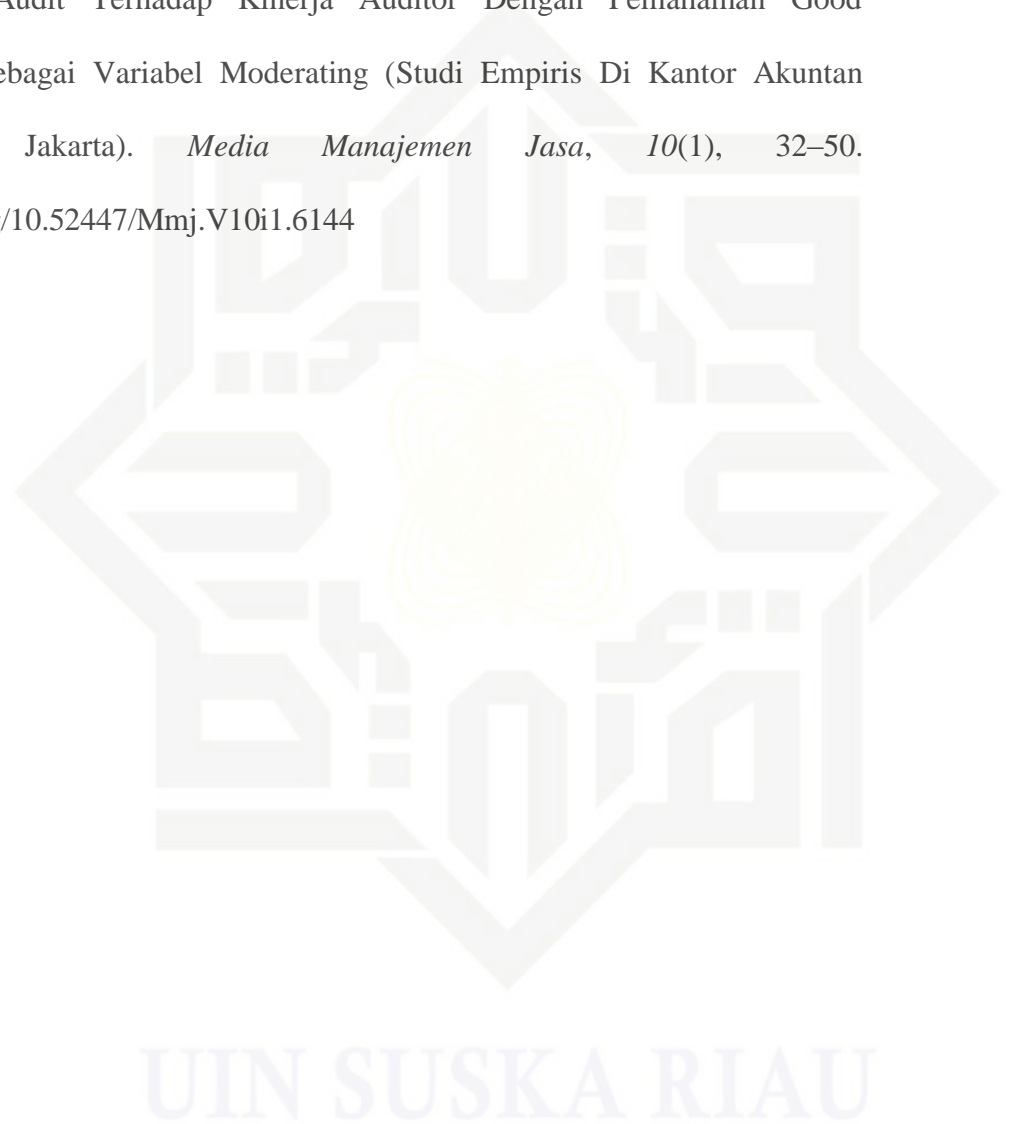 Audit Terhadap Kinerja Auditor Dengan Pemahaman Good
ebagai Variabel Moderating (Studi Empiris Di Kantor Akuntan
Jakarta). Media Manajemen Jasa, 10(1), 32–50.
/10.52447/Mmj.V10i1.6144
UIN SUSKA RIAU